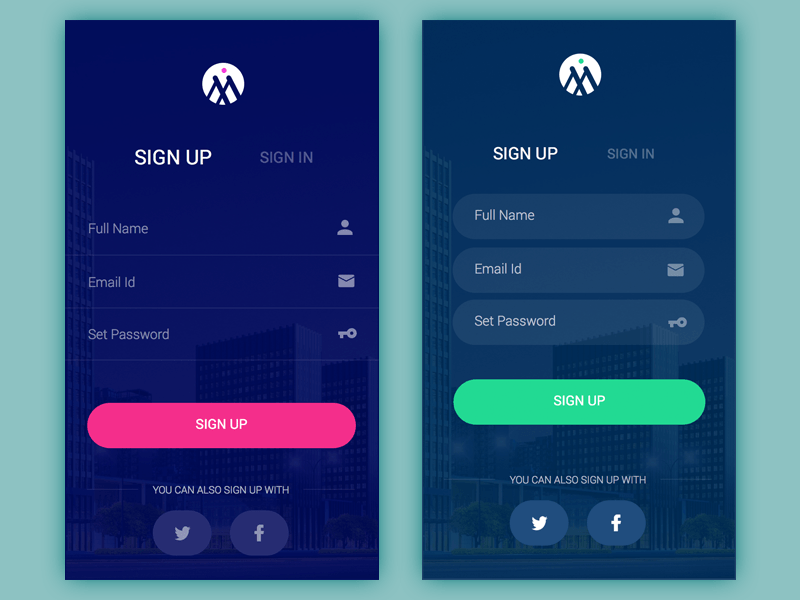 SIGN UP SIGN IN
Full Name
Email Id
Set Password
SIGN UP
YOU CAN ALSO SIGN UP WITH
SIGN UP SIGN IN
Full Name
Email Id
Set Password
SIGN UP
YOU CAN ALSO SIGN UP WITH